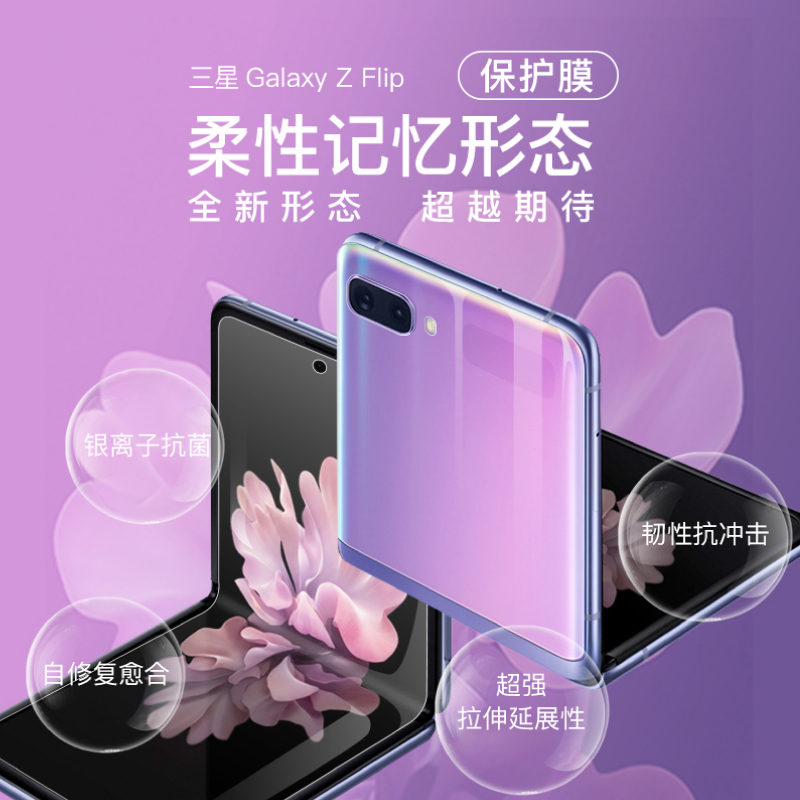 三星 Galaxy Z Flip 保护膜
柔性记忆形态
全新形态 超越期待
银离子抗菌
韧性抗冲击
自修复愈合
超强
拉伸延展性